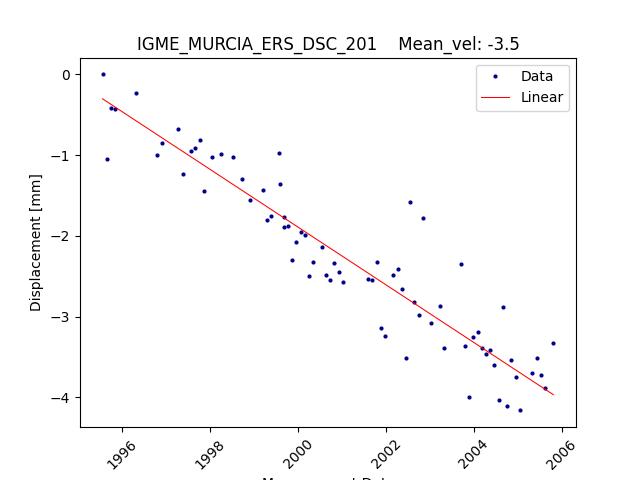 IGME_MURCIA_ERS_DSC_201    Mean_vel: -3.5
Data
Linear
Displacement [mm]
0
−1
−2
−3
−4
1996
1998
2000
2002
2004
2006